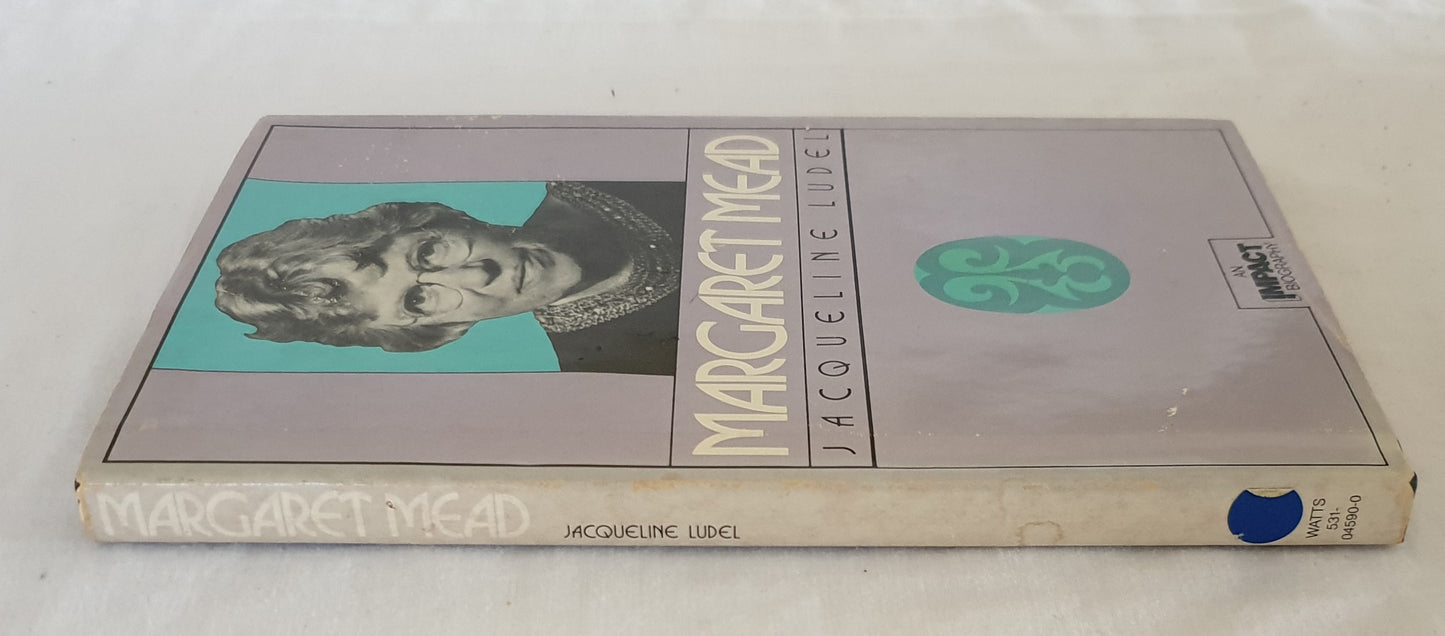 MARGARET MEAD
JACQUELINE LUDEL
AN
IMPACT
BIOGRAPHY
MARGARET MEAD
JACQUELINE LUDEL
WATTS
531-
04590-0